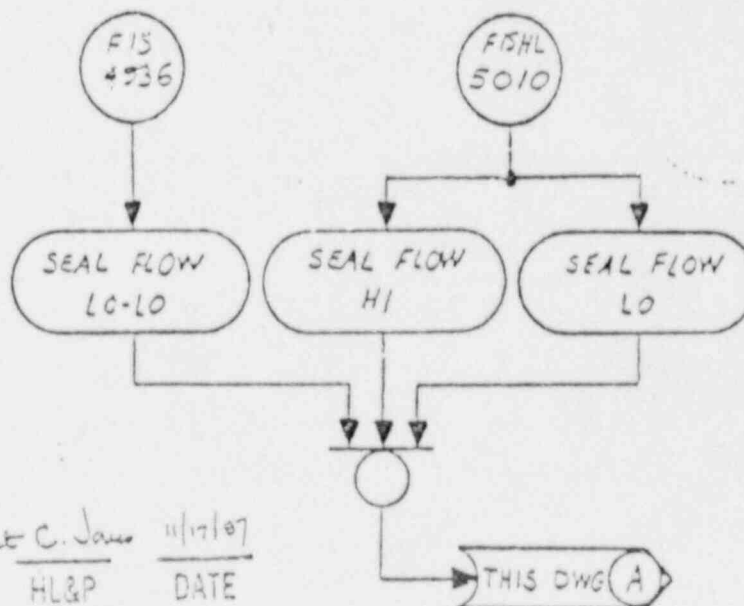 FIS
4936
FISHL
5010
SEAL FLOW
LO-LO
SEAL FLOW
HI
SEAL FLOW
LO
C. 11/17/87
HL&P DATE
THIS DWG A